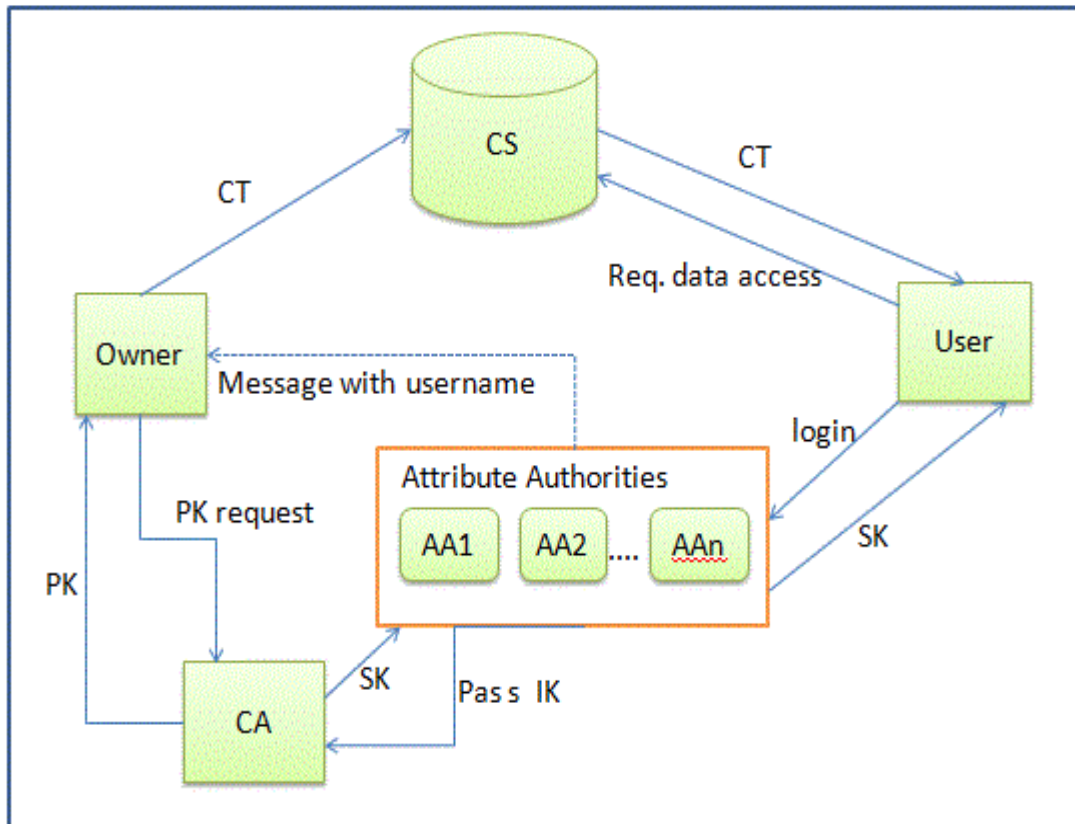 CS
CT
CT
Req. data access
Owner
User
Message with username
login
Attribute Authorities
PK request
AA1 AA2 .... AAn
SK
PK
SK
Pas s IK
CA